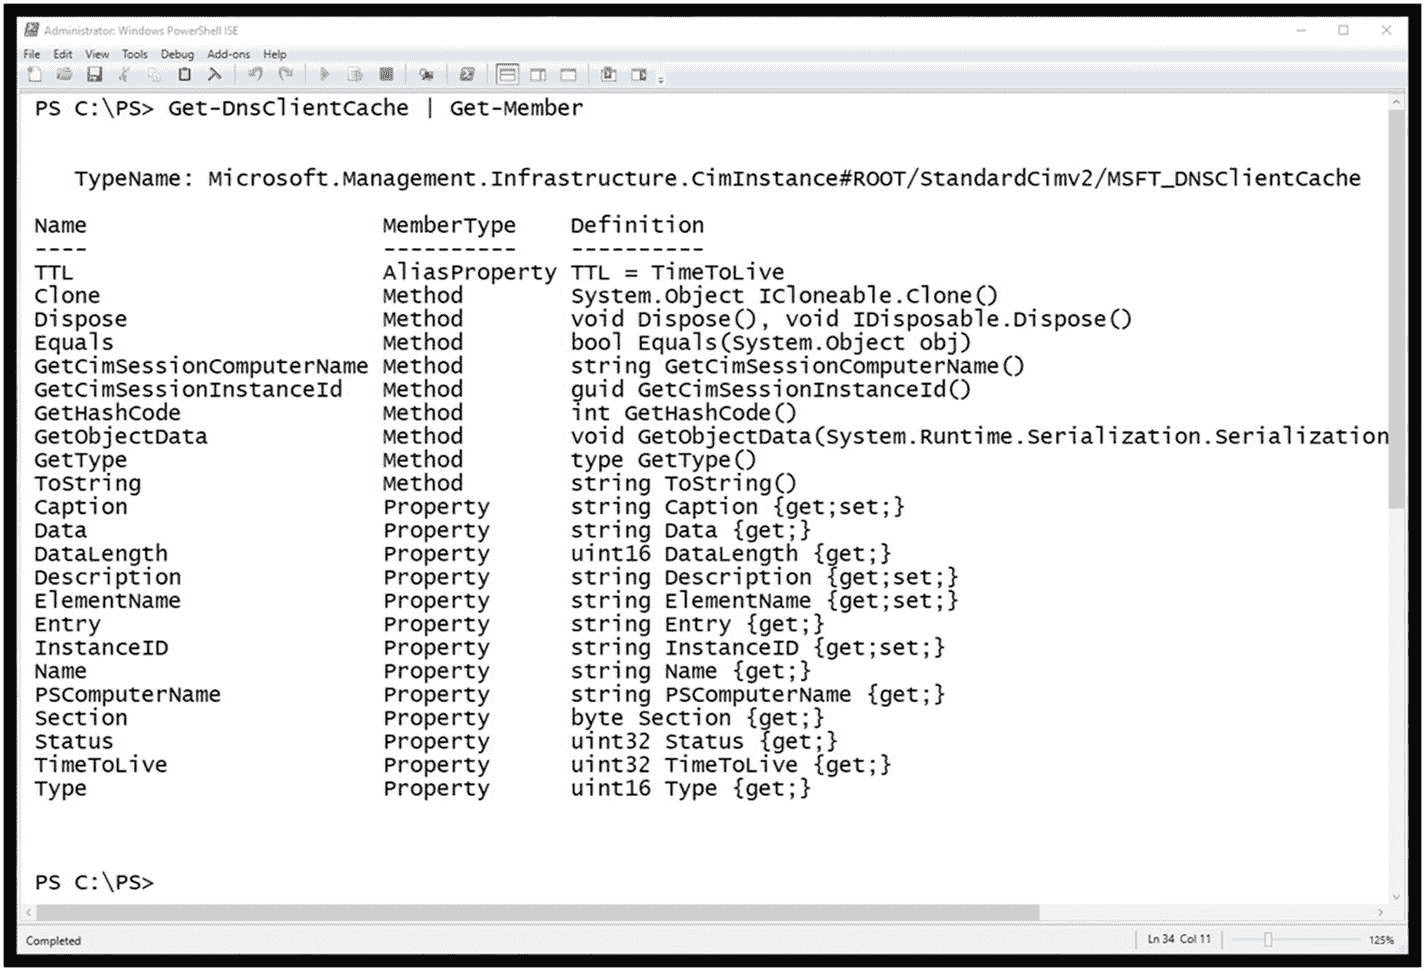 Administrator: Windows PowerShell ISE
File Edit View Tools Debug Add-ons Help
PS C:\PS> Get-DnsClientCache | Get-Member
TypeName: Microsoft.Management.Infrastructure.CimInstance#ROOT/StandardCimv2/MSFT_DNSClientCache
Name MemberType Definition
---- ---------- ----------
TTL AliasProperty TTL = TimeToLive
Clone Method System.Object ICloneable.Clone()
Dispose Method void Dispose(), void IDisposable.Dispose()
Equals Method bool Equals(System.Object obj)
GetCimSessionComputerName Method string GetCimSessionComputerName()
GetCimSessionInstanceId Method guid GetCimSessionInstanceId()
GetHashCode Method int GetHashCode()
GetObjectData Method void GetObjectData(System.Runtime.Serialization.Serialization
GetType Method type GetType()
ToString Method string ToString()
Caption Property string Caption {get;set;}
Data Property string Data {get;}
DataLength Property uint16 DataLength {get;}
Description Property string Description {get;set;}
ElementName Property string ElementName {get;set;}
Entry Property string Entry {get;}
InstanceID Property string InstanceID {get;set;}
Name Property string Name {get;}
PSComputerName Property string PSComputerName {get;}
Section Property byte Section {get;}
Status Property uint32 Status {get;}
TimeToLive Property uint32 TimeToLive {get;}
Type Property uint16 Type {get;}
PS C:\PS>
Completed Ln 34 Col 11 125%